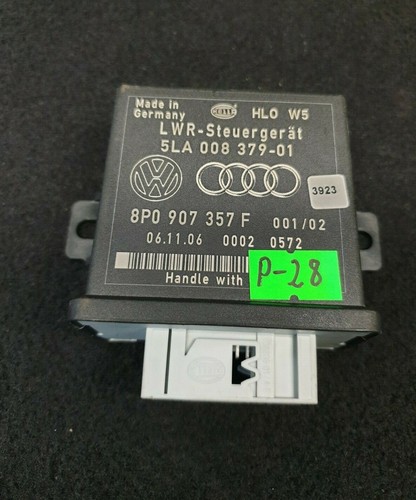 Made in
Germany
HELLA
HLO W5
LWR-Steuergerät
5LA 008 379-01
3923
8P0 907 357 F 001/02
06.11.06 0002 0572
P-28
Handle with